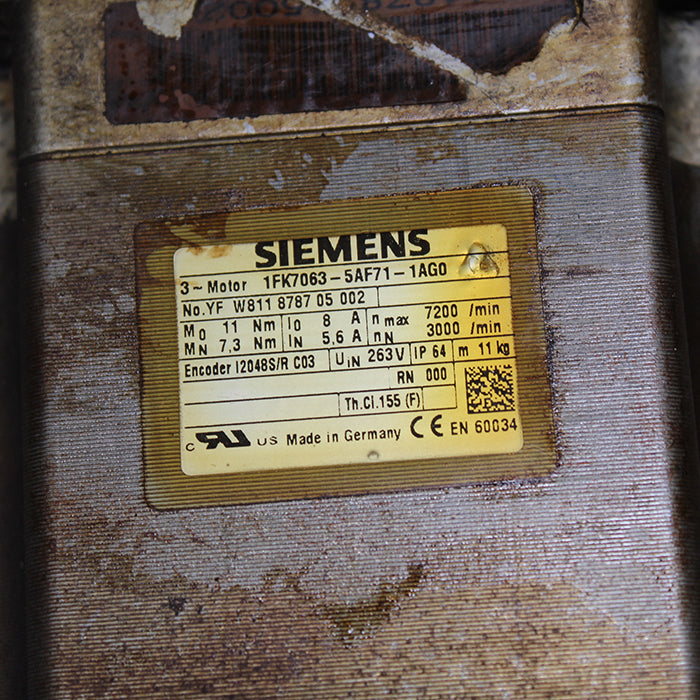 SIEMENS
3~Motor 1FK7063-5AF71-1AG0
No.YF W811 8787 05 002
M0 11 Nm I0 8 A nmax 7200 /min
MN 7,3 Nm IN 5,6 A nN 3000 /min
Encoder I2048S/R C03 UIN 263V IP 64 m 11 kg
RN 000
Th.Cl.155 (F)
C RU US Made in Germany CE EN 60034